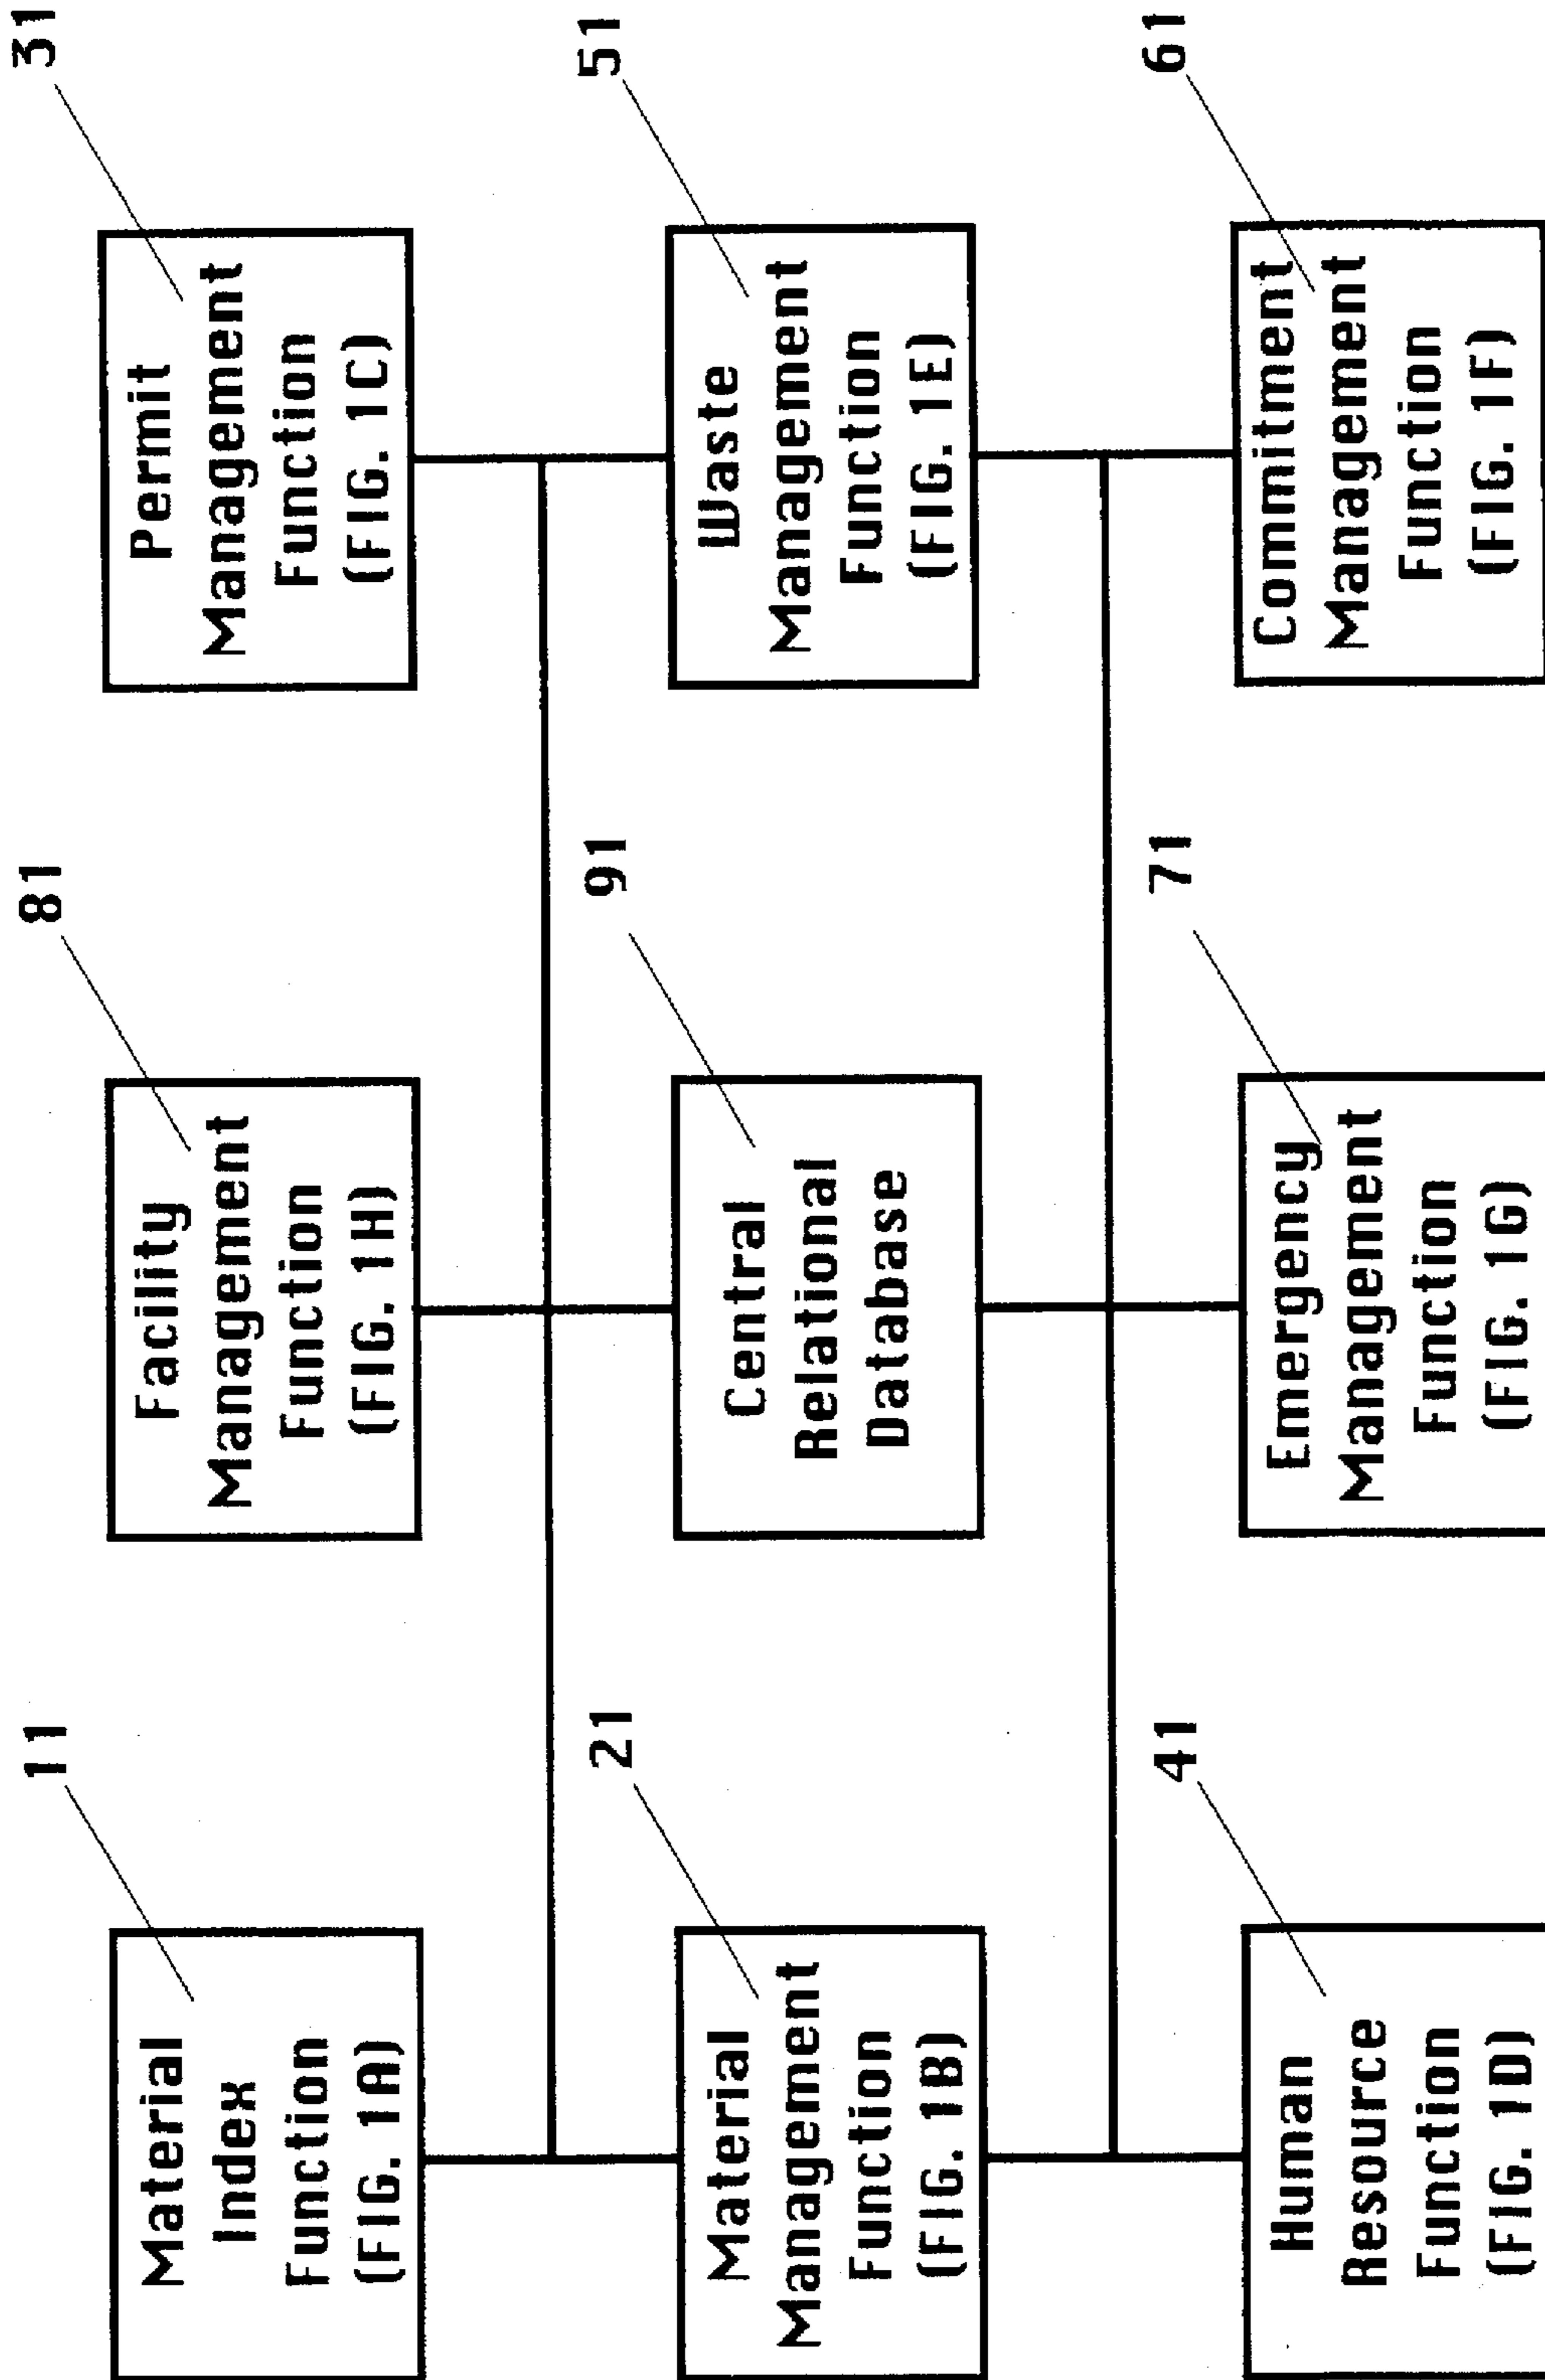 11
Material
Index
Function
(FIG. 1A)
81
Facility
Management
Function
(FIG. 1H)
31
Permit
Management
Function
(FIG. 1C)
21
Material
Management
Function
(FIG. 1B)
91
Central
Relational
Database
51
Waste
Management
Function
(FIG. 1E)
41
Human
Resource
Function
(FIG. 1D)
71
Emergency
Management
Function
(FIG. 1G)
61
Commitment
Management
Function
(FIG. 1F)